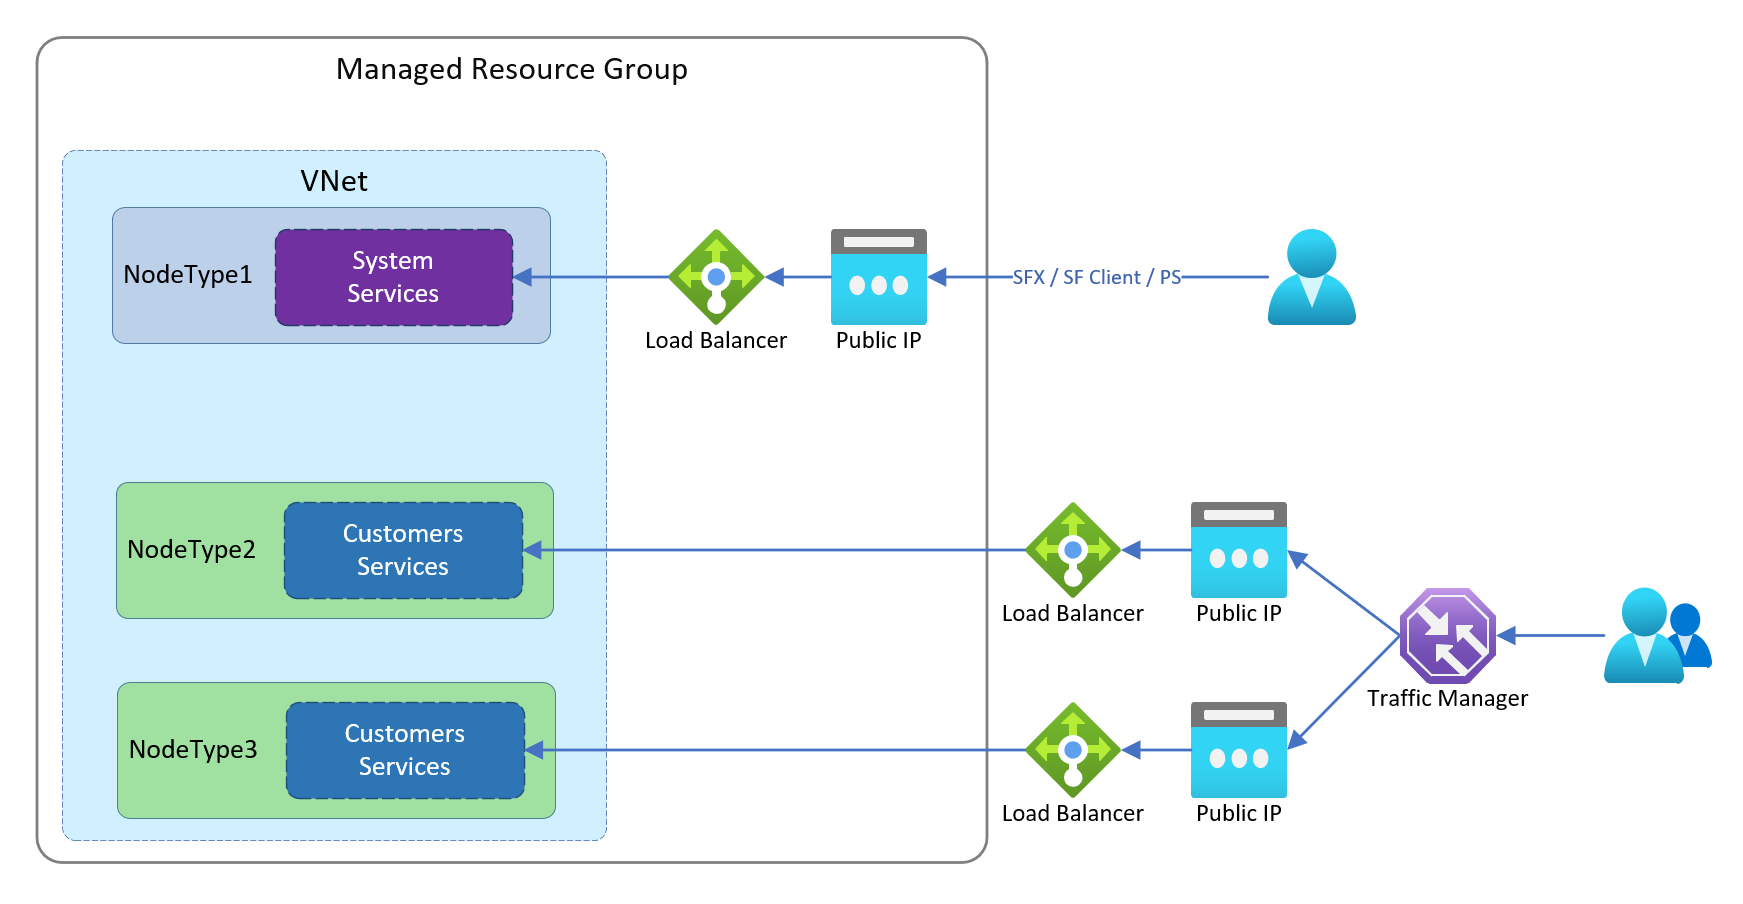 Managed Resource Group
VNet
NodeType1
System
Services
Load Balancer
Public IP
SFX / SF Client / PS
NodeType2
Customers
Services
Load Balancer
Public IP
Traffic Manager
NodeType3
Customers
Services
Load Balancer
Public IP